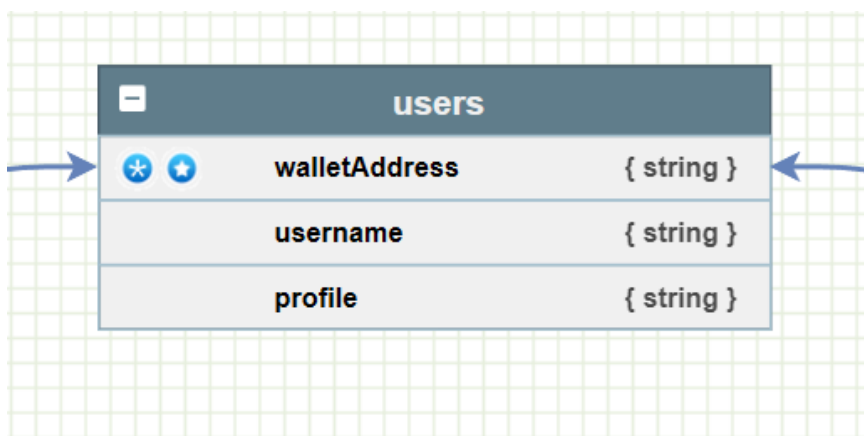 users
walletAddress { string }
username { string }
profile { string }